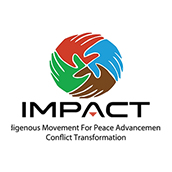 IMPACT
ligenous Movement For Peace Advancemen
Conflict Transformation